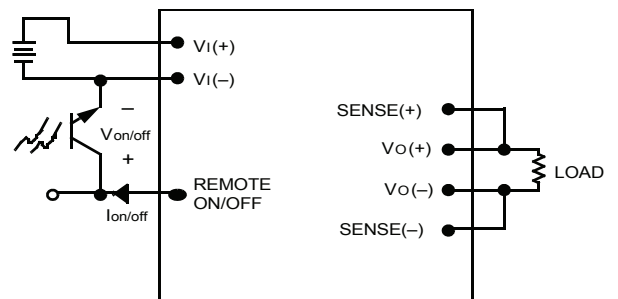 VI(+)
VI(–)
–
Von/off
+
REMOTE
ON/OFF
Ion/off
SENSE(+)
VO(+)
VO(–)
SENSE(–)
LOAD